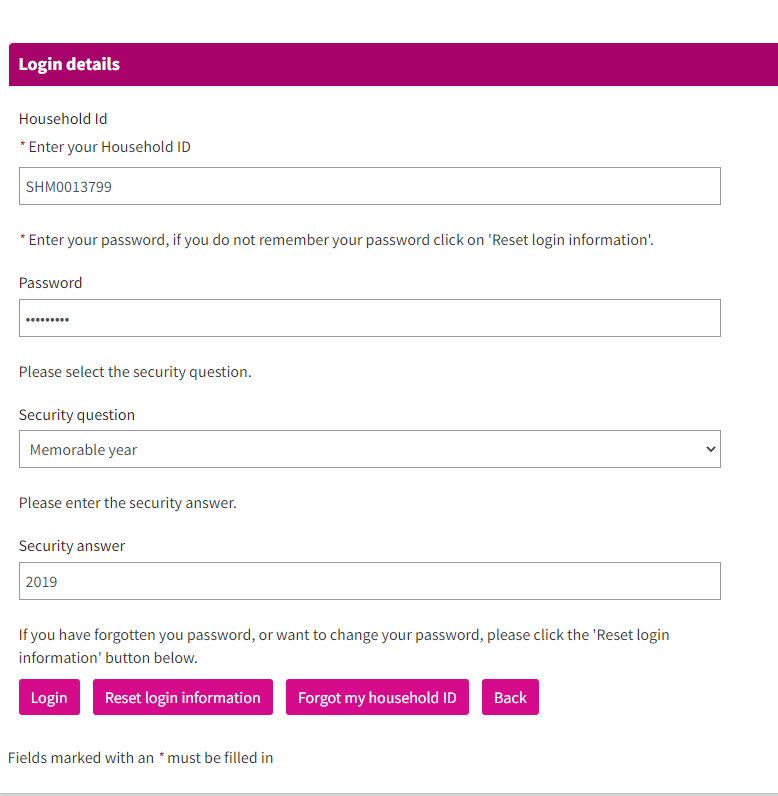 Login details
Household Id
* Enter your Household ID
SHM0013799
* Enter your password, if you do not remember your password click on 'Reset login information'.
Password
•••••••••
Please select the security question.
Security question
Memorable year
Please enter the security answer.
Security answer
2019
If you have forgotten you password, or want to change your password, please click the 'Reset login
information' button below.
Login Reset login information Forgot my household ID Back
Fields marked with an * must be filled in